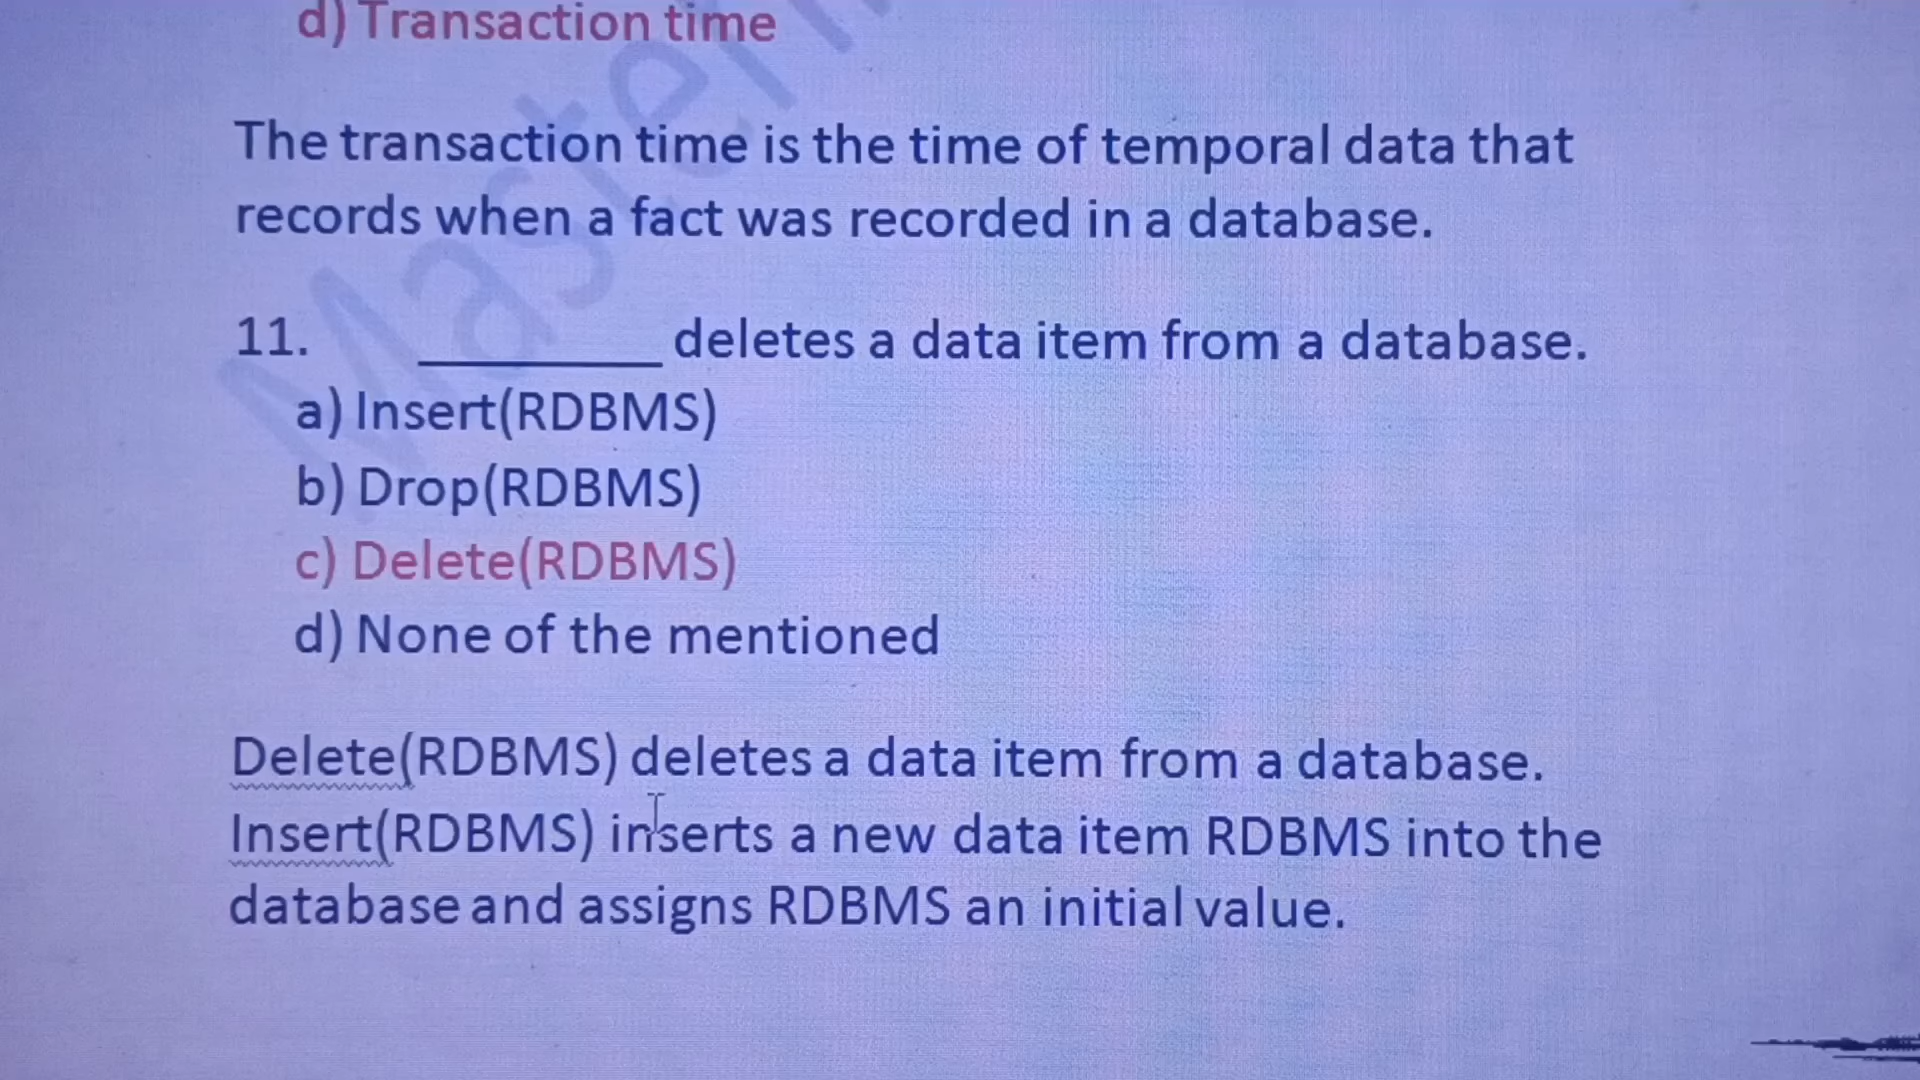 d) Transaction time
The transaction time is the time of temporal data that
records when a fact was recorded in a database.
11. __________ deletes a data item from a database.
a) Insert(RDBMS)
b) Drop(RDBMS)
c) Delete(RDBMS)
d) None of the mentioned
Delete(RDBMS) deletes a data item from a database.
Insert(RDBMS) inserts a new data item RDBMS into the
database and assigns RDBMS an initial value.